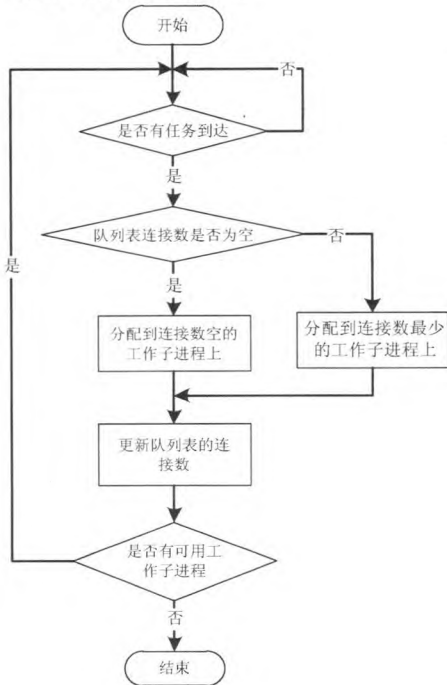 开始
否
是否有任务到达
是
队列表连接数是否为空
否
是
是
分配到连接数空的
工作子进程上
分配到连接数最少
的工作子进程上
更新队列表的连
接数
是否有可用工
作子进程
否
结束